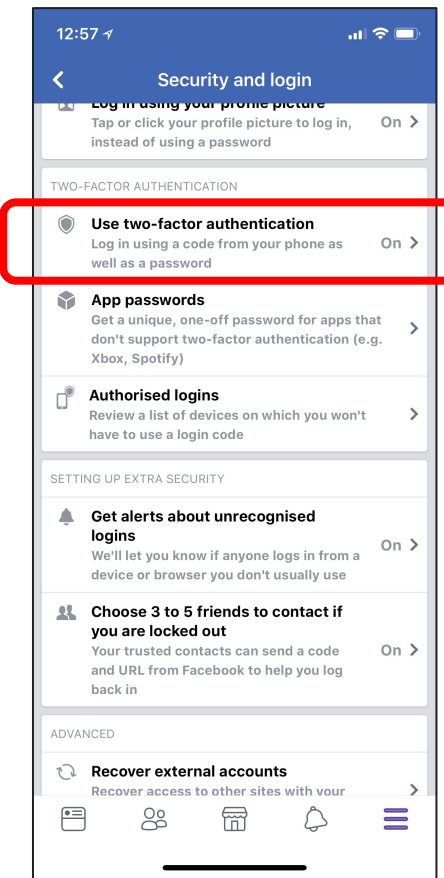 12:57
Security and login
Log in using your profile picture
Tap or click your profile picture to log in,
instead of using a password
On
TWO-FACTOR AUTHENTICATION
Use two-factor authentication
Log in using a code from your phone as
well as a password
On
App passwords
Get a unique, one-off password for apps that
don't support two-factor authentication (e.g.
Xbox, Spotify)
Authorised logins
Review a list of devices on which you won't
have to use a login code
SETTING UP EXTRA SECURITY
Get alerts about unrecognised
logins
We'll let you know if anyone logs in from a
device or browser you don't usually use
On
Choose 3 to 5 friends to contact if
you are locked out
Your trusted contacts can send a code
and URL from Facebook to help you log
back in
On
ADVANCED
Recover external accounts
Recover access to other sites with your